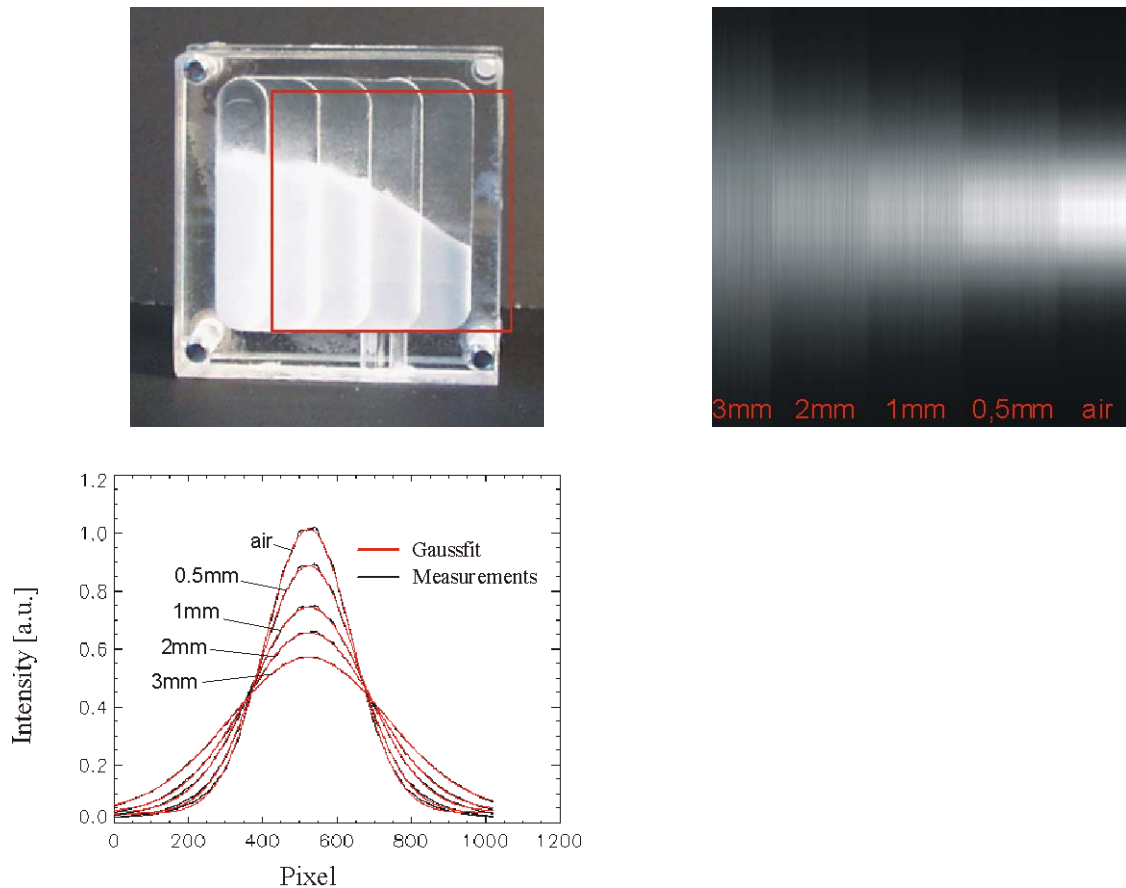 3mm 2mm 1mm 0,5mm air
1.2
1.0
0.8
0.6
0.4
0.2
0.0
Intensity [a.u.]
air
0.5mm
1mm
2mm
3mm
Gaussfit
Measurements
0 200 400 600 800 1000 1200
Pixel